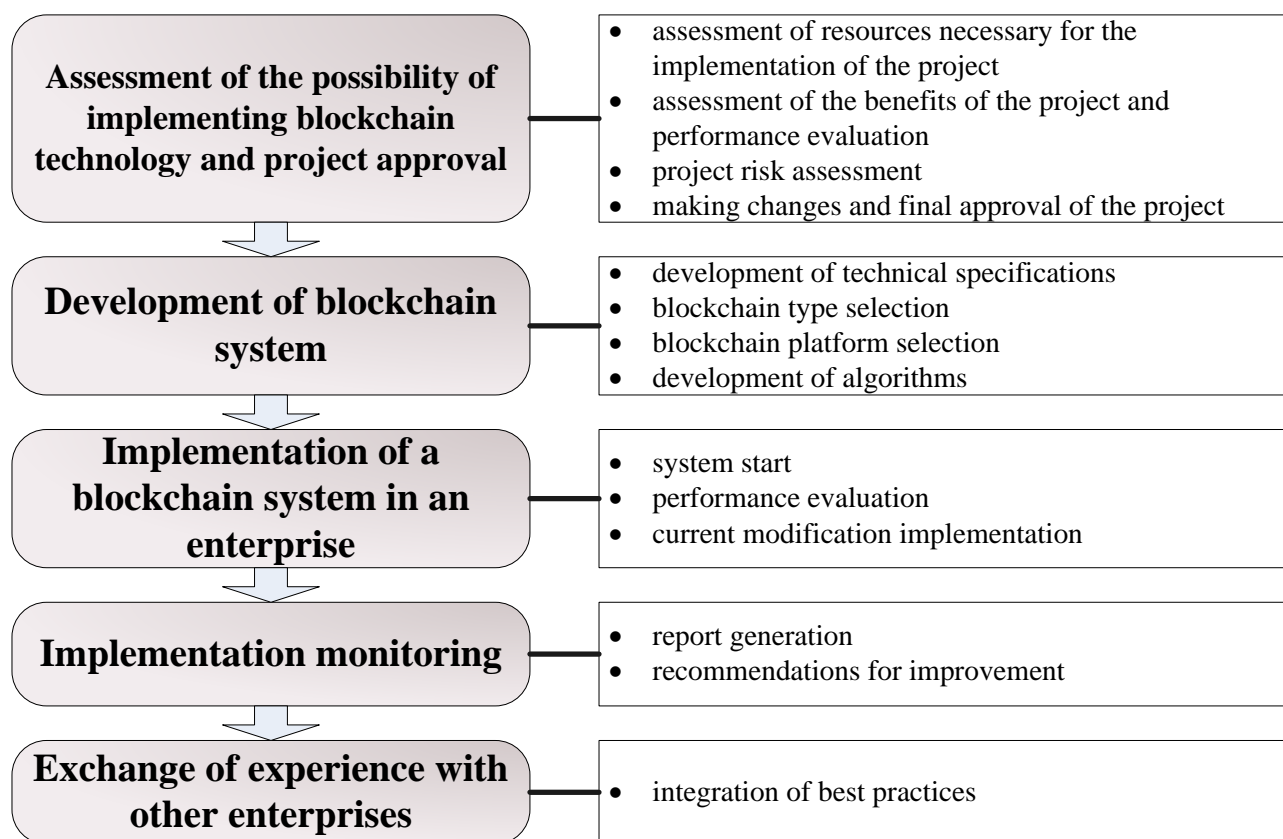 Assessment of the possibility of
implementing blockchain
technology and project approval
• assessment of resources necessary for the
implementation of the project
• assessment of the benefits of the project and
performance evaluation
• project risk assessment
• making changes and final approval of the project
Development of blockchain
system
• development of technical specifications
• blockchain type selection
• blockchain platform selection
• development of algorithms
Implementation of a
blockchain system in an
enterprise
• system start
• performance evaluation
• current modification implementation
Implementation monitoring
• report generation
• recommendations for improvement
Exchange of experience with
other enterprises
• integration of best practices